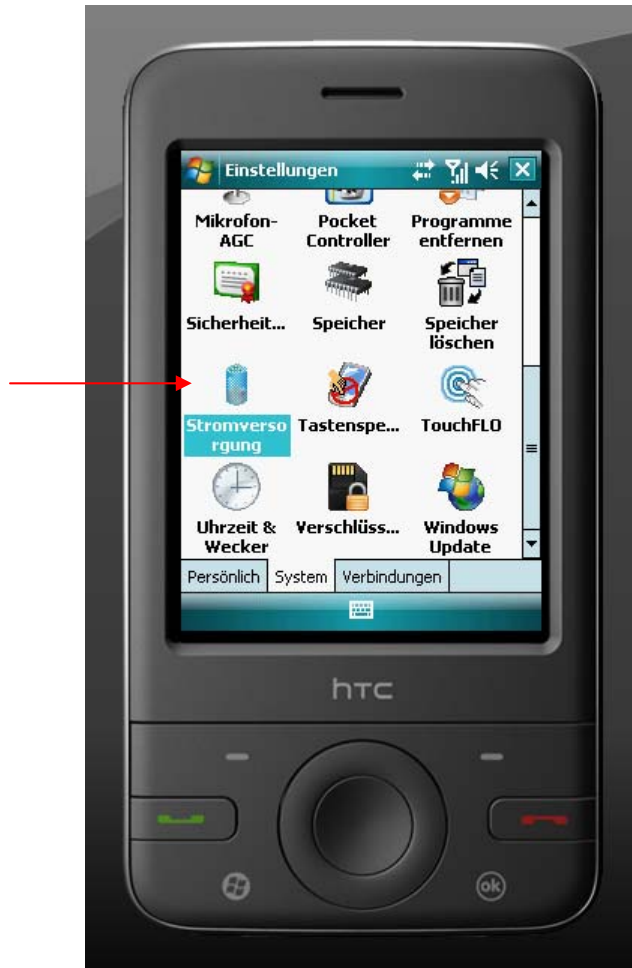 Einstellungen
Mikrofon-
AGC
Pocket
Controller
Programme
entfernen
Sicherheit...
Speicher
Speicher
löschen
Stromverso
rgung
Tastenspe...
TouchFLO
Uhrzeit &
Wecker
Verschlüss...
Windows
Update
Persönlich
System
Verbindungen
hTC
ok